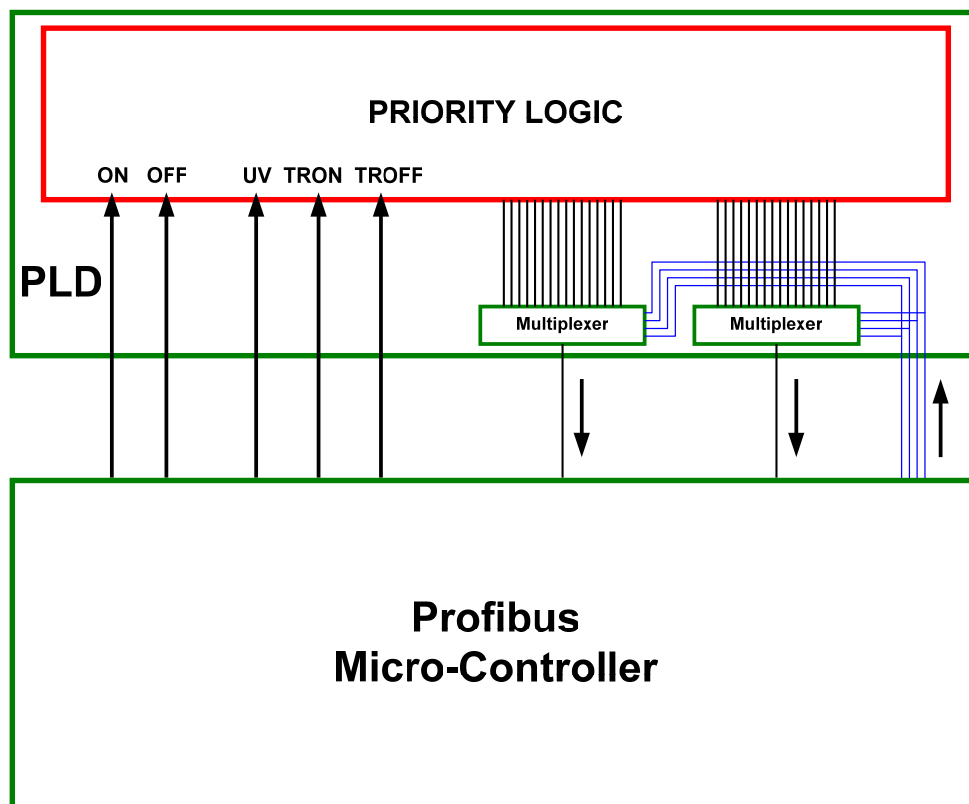 PRIORITY LOGIC
ON OFF UV TRON TROFF
PLD
Multiplexer Multiplexer
Profibus
Micro-Controller